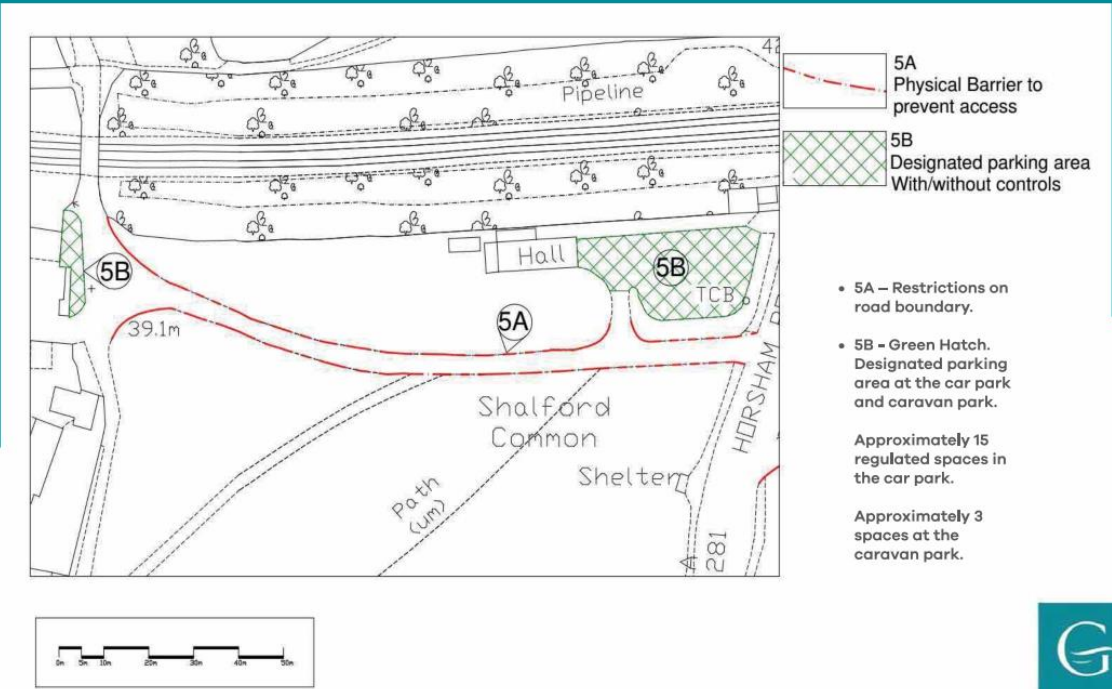 42
Pipeline
Hall
5B
TCB
5B
39.1m
5A
Shalford
Common
HORSHAM
Shelter
Path
(um)
A 281
5A
Physical Barrier to
prevent access
5B
Designated parking area
With/without controls
• 5A – Restrictions on
road boundary.
• 5B - Green Hatch.
Designated parking
area at the car park
and caravan park.
Approximately 15
regulated spaces in
the car park.
Approximately 3
spaces at the
caravan park.
0m 5m 10m 20m 30m 40m 50m
G